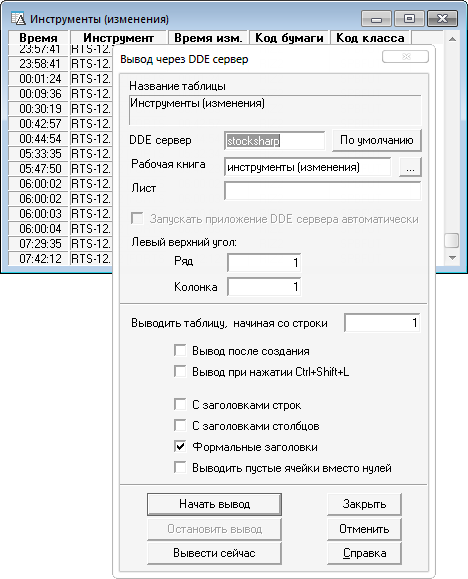 Инструменты (изменения)
Время Инструмент Время изм. Код бумаги Код класса
23:57:41 RTS-12.
23:58:41 RTS-12.
00:01:24 RTS-12.
00:09:36 RTS-12.
00:30:19 RTS-12.
00:42:57 RTS-12.
00:44:54 RTS-12.
05:33:35 RTS-12.
05:47:50 RTS-12.
06:00:02 RTS-12.
06:00:02 RTS-12.
06:00:03 RTS-12.
06:00:04 RTS-12.
07:29:35 RTS-12.
07:42:12 RTS-12.
Вывод через DDE сервер
Название таблицы
Инструменты (изменения)
DDE сервер stocksharp По умолчанию
Рабочая книга инструменты (изменения) ...
Лист
Запускать приложение DDE сервера автоматически
Левый верхний угол:
Ряд 1
Колонка 1
Выводить таблицу, начиная со строки 1
Вывод после создания
Вывод при нажатии Ctrl+Shift+L
С заголовками строк
С заголовками столбцов
Формальные заголовки
Выводить пустые ячейки вместо нулей
Начать вывод Закрыть
Остановить вывод Отменить
Вывести сейчас Справка